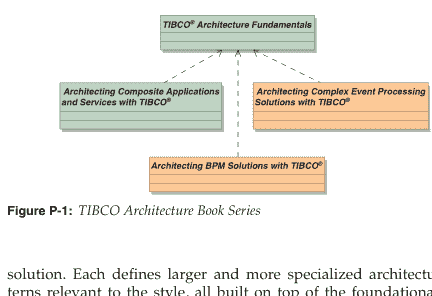 TIBCO® Architecture Fundamentals
Architecting Composite Applications
and Services with TIBCO®
Architecting Complex Event Processing
Solutions with TIBCO®
Architecting BPM Solutions with TIBCO®
Figure P-1: TIBCO Architecture Book Series
solution. Each defines larger and more specialized architectu
terns relevant to the style, all built on top of the foundationa